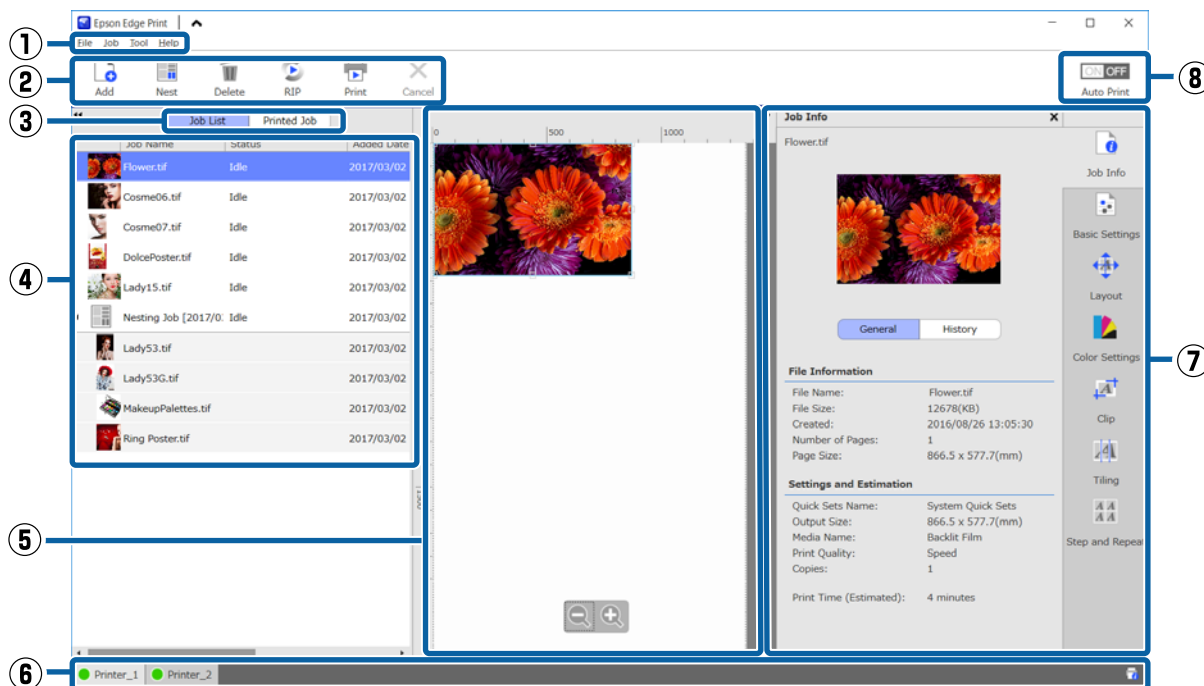 Epson Edge Print
File Job Tool Help
1
2
Add Nest Delete RIP Print Cancel
ON OFF
Auto Print
8
3
Job List Printed Job
Job Name Status Added Date
Flower.tif Idle 2017/03/02
Cosme06.tif Idle 2017/03/02
Cosme07.tif Idle 2017/03/02
DolcePoster.tif Idle 2017/03/02
Lady15.tif Idle 2017/03/02
Nesting Job [2017/0: Idle 2017/03/02
Lady53.tif 2017/03/02
Lady53G.tif 2017/03/02
MakeupPalettes.tif 2017/03/02
Ring Poster.tif 2017/03/02
4
0 500 1000
1500
5
Job Info
Flower.tif
General History
File Information
File Name: Flower.tif
File Size: 12678(KB)
Created: 2016/08/26 13:05:30
Number of Pages: 1
Page Size: 866.5 x 577.7(mm)
Settings and Estimation
Quick Sets Name: System Quick Sets
Output Size: 866.5 x 577.7(mm)
Media Name: Backlit Film
Print Quality: Speed
Copies: 1
Print Time (Estimated): 4 minutes
Job Info
Basic Settings
Layout
Color Settings
Clip
Tiling
Step and Repeat
7
6
Printer_1 Printer_2